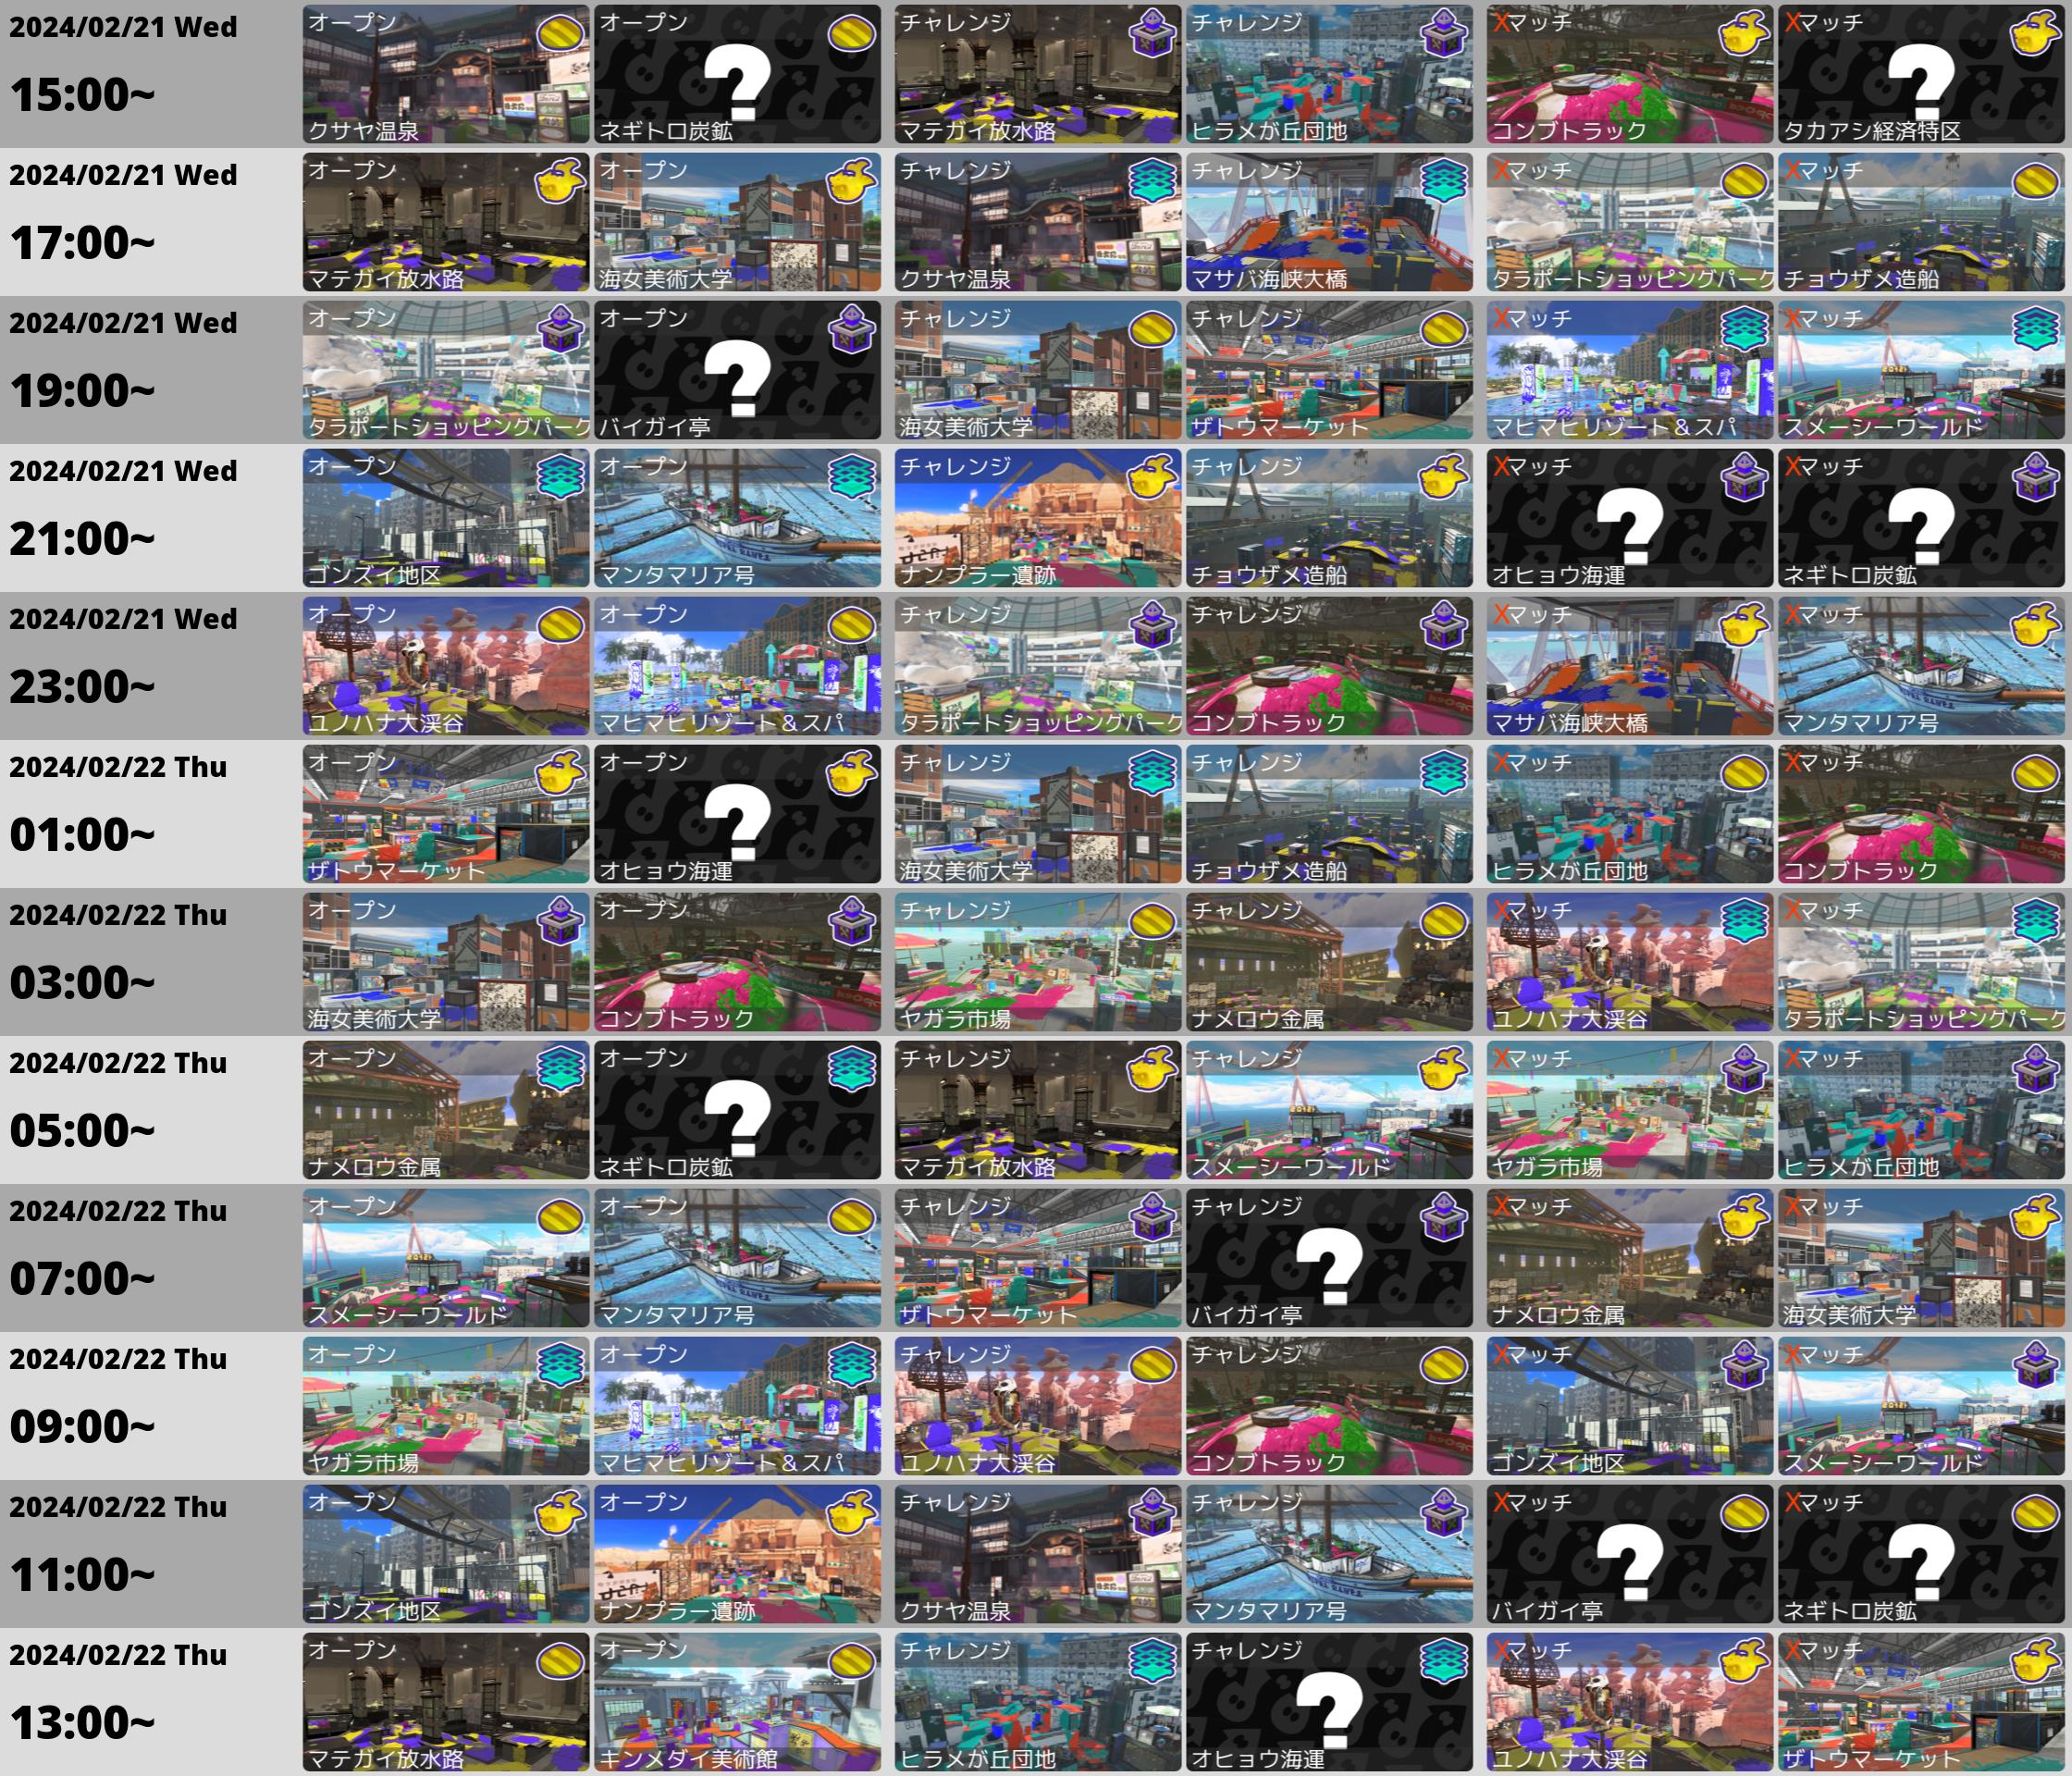 2024/02/21 Wed
15:00~
オープン
クサヤ温泉
オープン
ネギトロ炭鉱
チャレンジ
マテガイ放水路
チャレンジ
ヒラメが丘団地
Xマッチ
コンブトラック
Xマッチ
タカアシ経済特区
2024/02/21 Wed
17:00~
オープン
マテガイ放水路
オープン
海女美術大学
チャレンジ
クサヤ温泉
チャレンジ
マサバ海峡大橋
Xマッチ
タラポートショッピングパーク
Xマッチ
チョウザメ造船
2024/02/21 Wed
19:00~
オープン
タラポートショッピングパーク
オープン
バイガイ亭
チャレンジ
海女美術大学
チャレンジ
ザトウマーケット
Xマッチ
マヒマヒリゾート＆スパ
Xマッチ
スメーシーワールド
2024/02/21 Wed
21:00~
オープン
ゴンズイ地区
オープン
マンタマリア号
チャレンジ
ナンプラー遺跡
チャレンジ
チョウザメ造船
Xマッチ
オヒョウ海運
Xマッチ
ネギトロ炭鉱
2024/02/21 Wed
23:00~
オープン
ユノハナ大渓谷
オープン
マヒマヒリゾート＆スパ
チャレンジ
タラポートショッピングパーク
チャレンジ
コンブトラック
Xマッチ
マサバ海峡大橋
Xマッチ
マンタマリア号
2024/02/22 Thu
01:00~
オープン
ザトウマーケット
オープン
オヒョウ海運
チャレンジ
海女美術大学
チャレンジ
チョウザメ造船
Xマッチ
ヒラメが丘団地
Xマッチ
コンブトラック
2024/02/22 Thu
03:00~
オープン
海女美術大学
オープン
コンブトラック
チャレンジ
ヤガラ市場
チャレンジ
ナメロウ金属
Xマッチ
ユノハナ大渓谷
Xマッチ
タラポートショッピングパーク
2024/02/22 Thu
05:00~
オープン
ナメロウ金属
オープン
ネギトロ炭鉱
チャレンジ
マテガイ放水路
チャレンジ
スメーシーワールド
Xマッチ
ヤガラ市場
Xマッチ
ヒラメが丘団地
2024/02/22 Thu
07:00~
オープン
スメーシーワールド
オープン
マンタマリア号
チャレンジ
ザトウマーケット
チャレンジ
バイガイ亭
Xマッチ
ナメロウ金属
Xマッチ
海女美術大学
2024/02/22 Thu
09:00~
オープン
ヤガラ市場
オープン
マヒマヒリゾート＆スパ
チャレンジ
ユノハナ大渓谷
チャレンジ
コンブトラック
Xマッチ
ゴンズイ地区
Xマッチ
スメーシーワールド
2024/02/22 Thu
11:00~
オープン
ゴンズイ地区
オープン
ナンプラー遺跡
チャレンジ
クサヤ温泉
チャレンジ
マンタマリア号
Xマッチ
バイガイ亭
Xマッチ
ネギトロ炭鉱
2024/02/22 Thu
13:00~
オープン
マテガイ放水路
オープン
キンメダイ美術館
チャレンジ
ヒラメが丘団地
チャレンジ
オヒョウ海運
Xマッチ
ユノハナ大渓谷
Xマッチ
ザトウマーケット